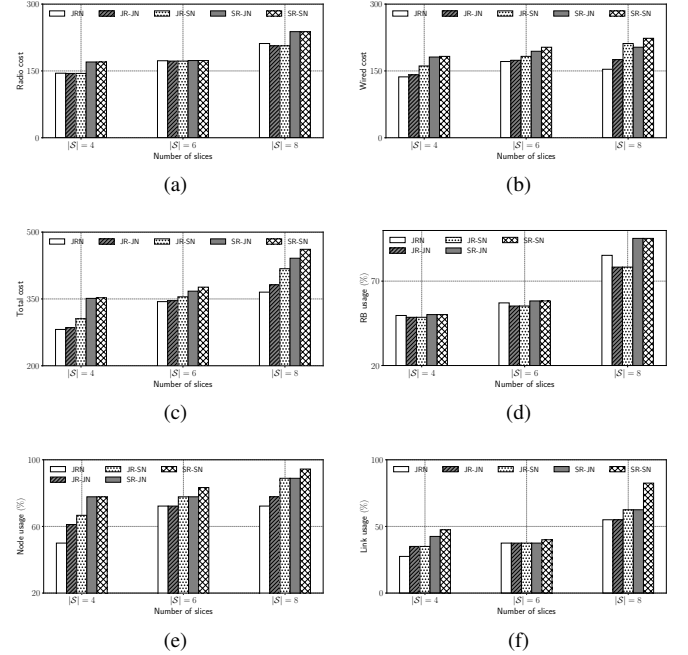 300
JRN JR-JN JR-SN SR-JN SR-SN
Radio cost
150
0
|S| = 4 |S| = 6 |S| = 8
Number of slices
(a)
300
JRN JR-JN JR-SN SR-JN SR-SN
Wired cost
150
0
|S| = 4 |S| = 6 |S| = 8
Number of slices
(b)
500
JRN JR-JN JR-SN SR-JN SR-SN
Total cost
350
200
|S| = 4 |S| = 6 |S| = 8
Number of slices
(c)
JRN JR-SN SR-SN
JR-JN SR-JN
RB usage (%)
70
20
|S| = 4 |S| = 6 |S| = 8
Number of slices
(d)
100
JRN JR-SN SR-SN
JR-JN SR-JN
Node usage (%)
60
20
|S| = 4 |S| = 6 |S| = 8
Number of slices
(e)
100
JRN JR-JN JR-SN SR-JN SR-SN
Link usage (%)
50
0
|S| = 4 |S| = 6 |S| = 8
Number of slices
(f)